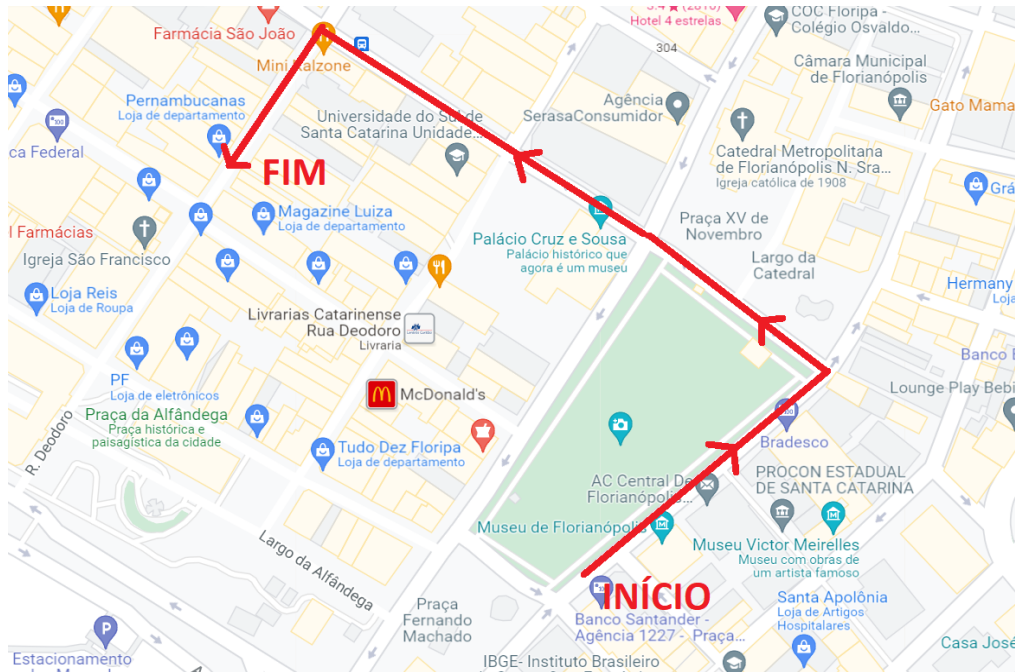 3.4 ★ (2010)
Hotel 4 estrelas
COC Floripa -
Colégio Osvaldo...
Farmácia São João
304
Câmara Municipal
de Florianópolis
Mini Kalzone
Pernambucanas
Loja de departamento
Universidade do Sul de
Santa Catarina Unidade...
Agência
SerasaConsumidor
Gato Mama
ca Federal
Catedral Metropolitana
de Florianópolis N. Sra...
Igreja católica de 1908
FIM
Grá
Magazine Luiza
Loja de departamento
Praça XV de
Novembro
l Farmácias
Igreja São Francisco
Palácio Cruz e Sousa
Palácio histórico que
agora é um museu
Largo da
Catedral
Loja Reis
Loja de Roupa
Hermany
Loja
Livrarias Catarinense
Rua Deodoro
Livraria
Banco B
PF
Loja de eletrônicos
McDonald's
Lounge Play Bebi
Praça da Alfândega
Praça histórica e
paisagística da cidade
R. Deodoro
Bradesco
Tudo Dez Floripa
Loja de departamento
AC Central De
Florianópolis...
PROCON ESTADUAL
DE SANTA CATARINA
Museu de Florianópolis
Museu Victor Meirelles
Museu com obras de
um artista famoso
Largo da Alfândega
INÍCIO
Praça
Fernando
Machado
Banco Santander -
Agência 1227 - Praça...
Santa Apolônia
Loja de Artigos
Hospitalares
P
Estacionamento
IBGE- Instituto Brasileiro
Casa José